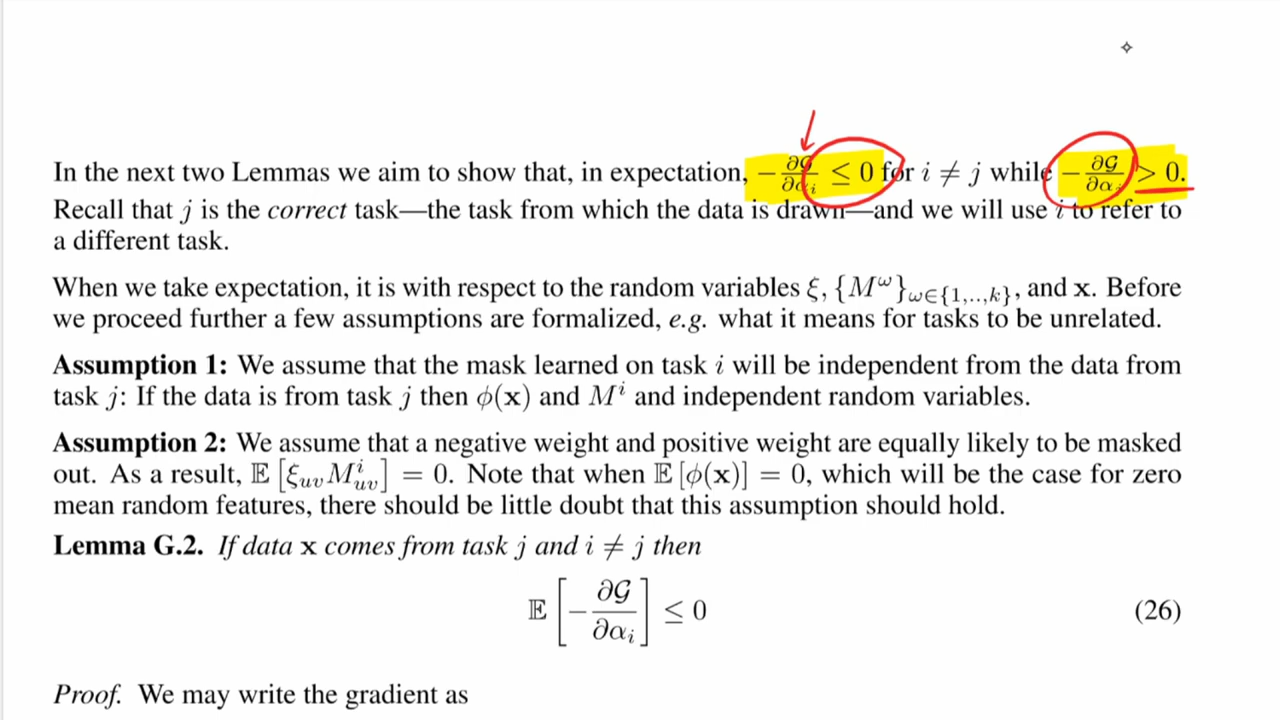 In the next two Lemmas we aim to show that, in expectation, −∂𝒢/∂αᵢ ≤ 0 for i ≠ j while −∂𝒢/∂αⱼ > 0.
Recall that j is the correct task—the task from which the data is drawn—and we will use i to refer to
a different task.
When we take expectation, it is with respect to the random variables ξ, {M^ω}_{ω∈{1,..,k}}, and x. Before
we proceed further a few assumptions are formalized, e.g. what it means for tasks to be unrelated.
Assumption 1: We assume that the mask learned on task i will be independent from the data from
task j: If the data is from task j then ϕ(x) and M^i and independent random variables.
Assumption 2: We assume that a negative weight and positive weight are equally likely to be masked
out. As a result, 𝔼 [ξ_{uv} M^i_{uv}] = 0. Note that when 𝔼 [ϕ(x)] = 0, which will be the case for zero
mean random features, there should be little doubt that this assumption should hold.
Lemma G.2. If data x comes from task j and i ≠ j then
𝔼 [−∂𝒢/∂αᵢ] ≤ 0 (26)
Proof. We may write the gradient as